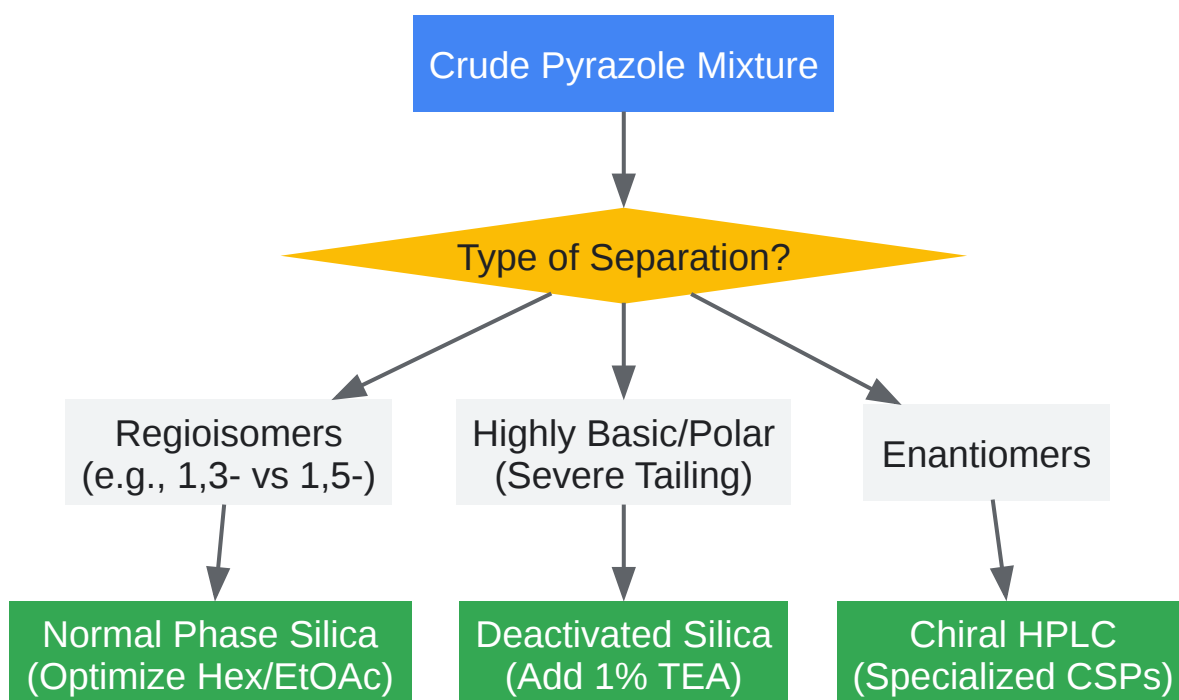 Crude Pyrazole Mixture
Type of Separation?
Regioisomers
(e.g., 1,3- vs 1,5-)
Highly Basic/Polar
(Severe Tailing)
Enantiomers
Normal Phase Silica
(Optimize Hex/EtOAc)
Deactivated Silica
(Add 1% TEA)
Chiral HPLC
(Specialized CSPs)